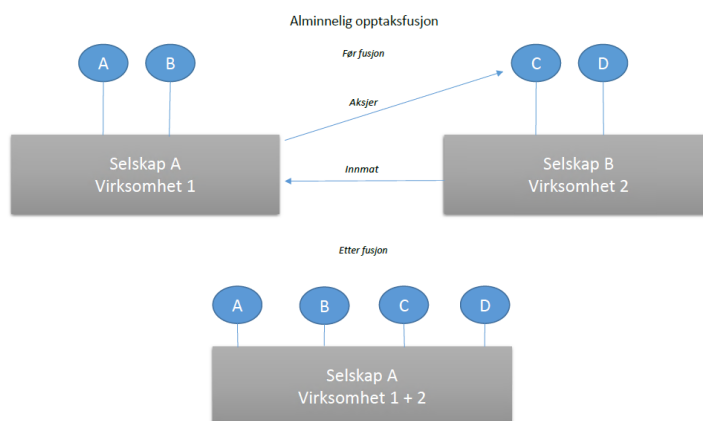 Alminnelig opptaksfusjon
Før fusjon
A
B
C
D
Aksjer
Selskap A
Virksomhet 1
Innmat
Selskap B
Virksomhet 2
Etter fusjon
A
B
C
D
Selskap A
Virksomhet 1 + 2